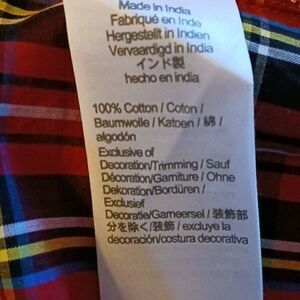 Made in India
Fabriqué en Inde
Hergestellt in Indien
Vervaardigd in India
インド製
hecho en india
100% Cotton / Coton /
Baumwolle / Katoen / 綿 /
algodón
Exclusive of
Decoration/Trimming / Sauf
Décoration/Garniture / Ohne
Dekoration/Bordüren /
Exclusief
Decoratie/Garneersel / 装飾部
分を除く/装飾 / excluye la
decoración/costura decorativa